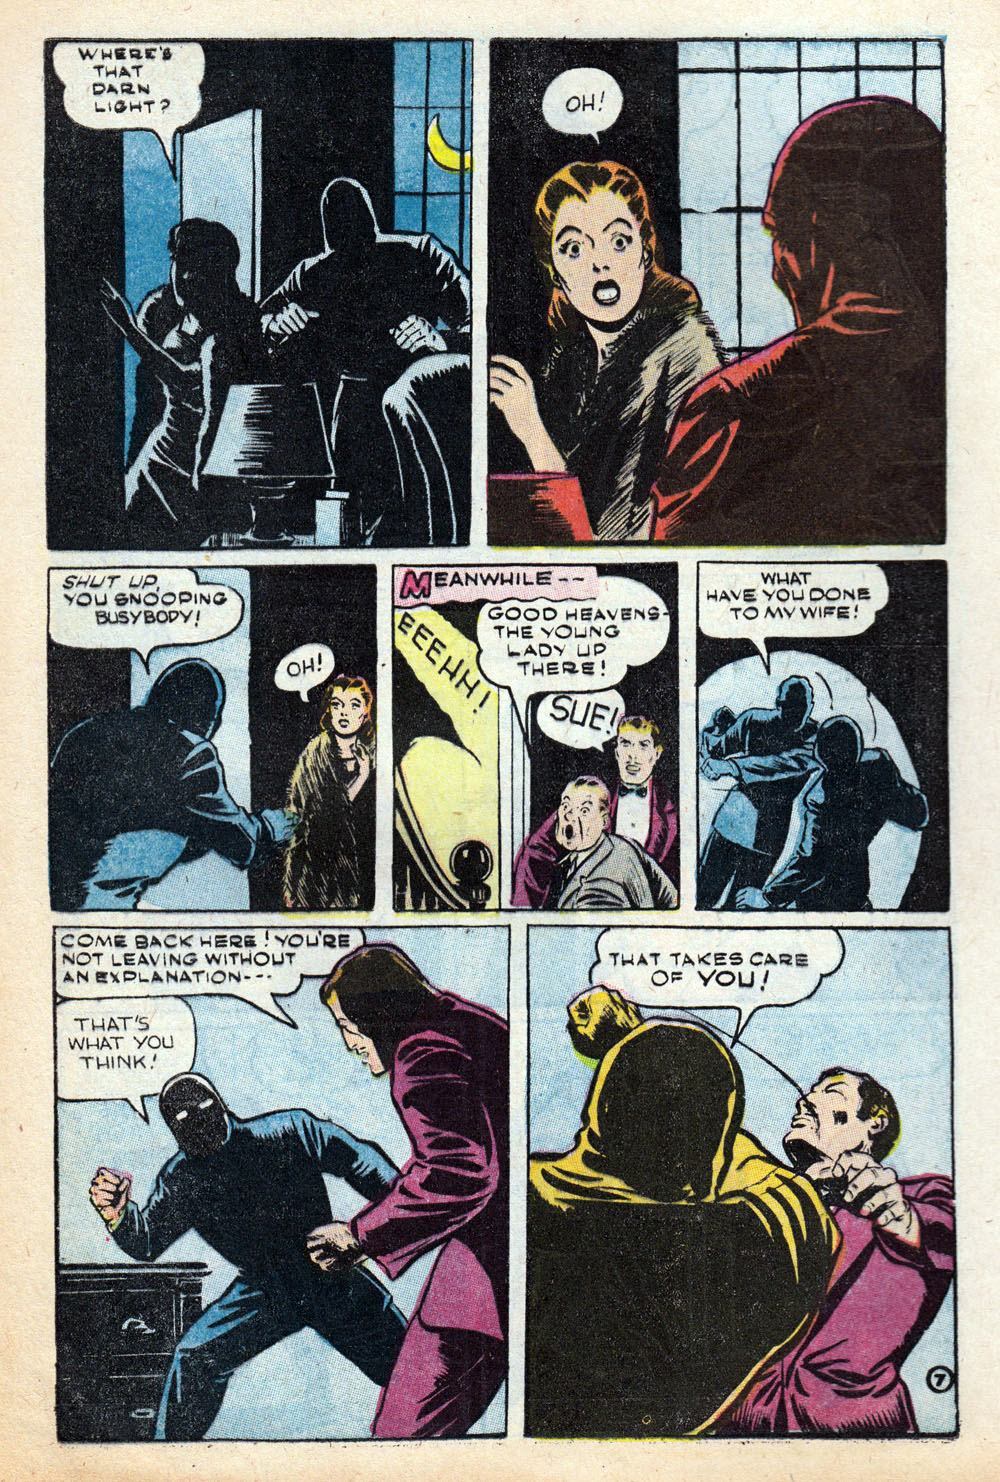 WHERE'S
THAT
DARN
LIGHT?
OH!
SHUT UP,
YOU SNOOPING
BUSYBODY!
OH!
MEANWHILE--
EEEEHH!
GOOD HEAVENS-
THE YOUNG
LADY UP
THERE!
SUE!
WHAT
HAVE YOU DONE
TO MY WIFE!
COME BACK HERE! YOU'RE
NOT LEAVING WITHOUT
AN EXPLANATION---
THAT'S
WHAT YOU
THINK!
THAT TAKES CARE
OF YOU!
7